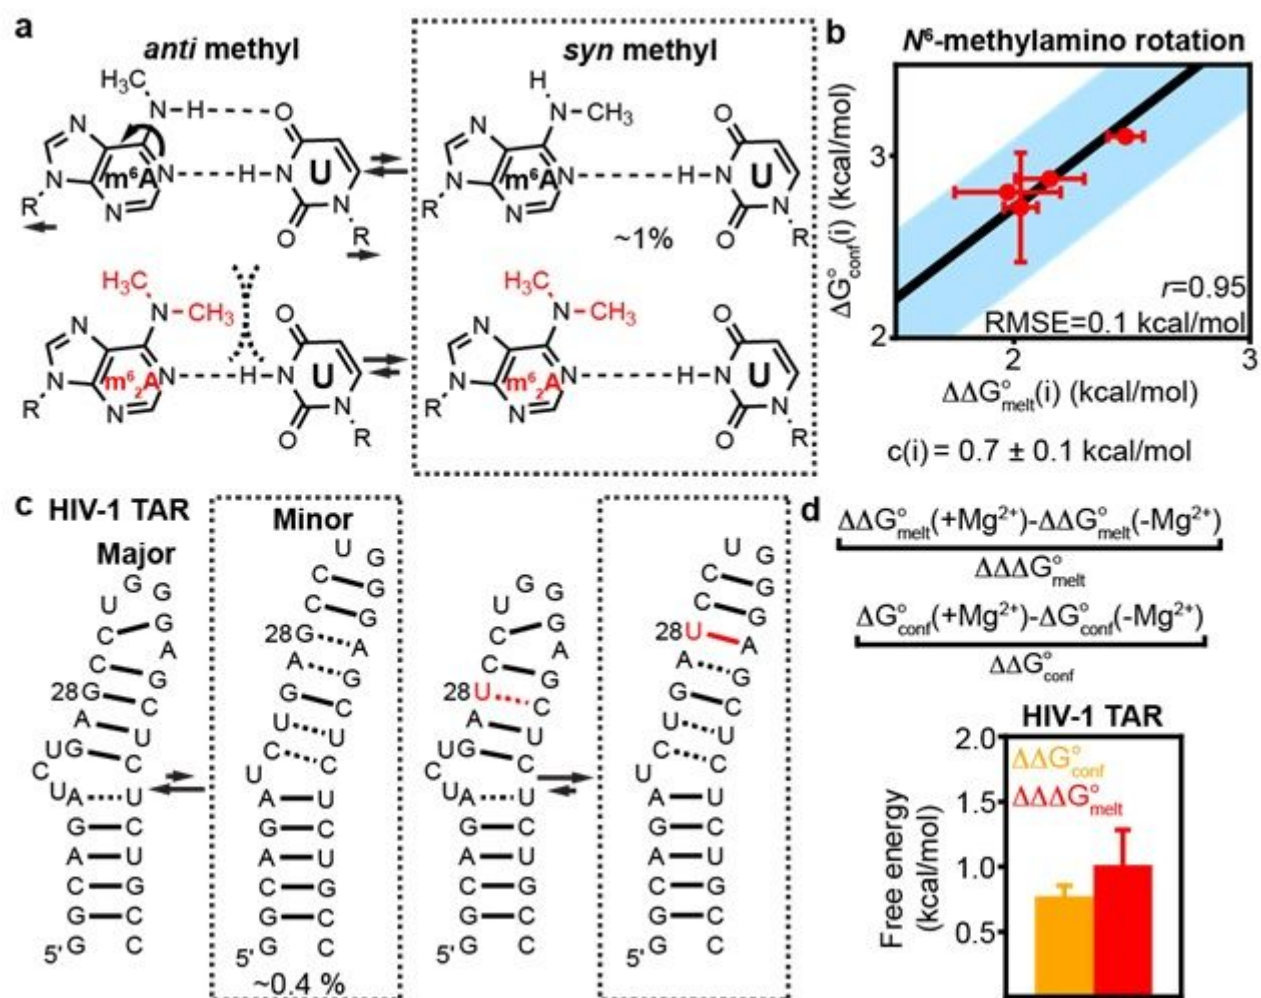 a
anti methyl
syn methyl
H₃C
N–H
O
N
N
m⁶A
N
H–N
U
N
N
O
N
R
R
H
N–CH₃
O
N
N
m⁶A
N
H–N
U
N
N
O
N
R
R
~1%
H₃C
N–CH₃
O
N
N
m⁶₂A
N
H–N
U
N
N
O
N
R
R
H₃C
N–CH₃
O
N
N
m⁶₂A
N
H–N
U
N
N
O
N
R
R
b
N⁶-methylamino rotation
ΔG°conf(i) (kcal/mol)
3
2
r=0.95
RMSE=0.1 kcal/mol
2
3
ΔΔG°melt(i) (kcal/mol)
c(i) = 0.7 ± 0.1 kcal/mol
c
HIV-1 TAR
Major
G G
U G
C A
C G
28G C
A U
UG C
C
UA U
G C
A U
C G
G C
5'G C
Minor
U G
C G
C G
28G A
A G
G C
U U
C C
U
A U
G C
A U
C G
G C
5'G C
~0.4 %
G G
U G
C A
C G
28U C
A U
UG C
C
UA U
G C
A U
C G
G C
5'G C
U G
C G
C G
28U A
A G
G C
U U
C C
U
A U
G C
A U
C G
G C
5'G C
d
ΔΔG°melt(+Mg²⁺)-ΔΔG°melt(-Mg²⁺)
ΔΔΔG°melt
ΔG°conf(+Mg²⁺)-ΔG°conf(-Mg²⁺)
ΔΔG°conf
HIV-1 TAR
Free energy
(kcal/mol)
2.0
1.5
1.0
0.5
ΔΔG°conf
ΔΔΔG°melt